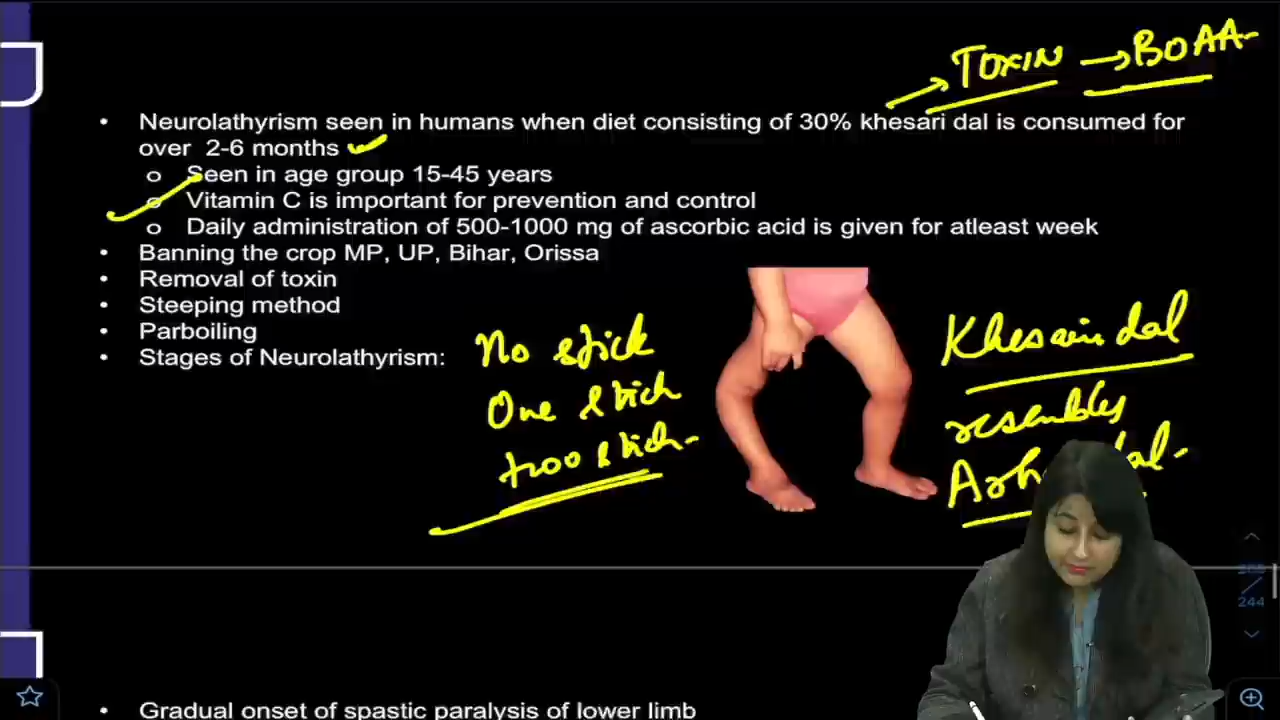 TOXIN → BOAA
• Neurolathyrism seen in humans when diet consisting of 30% khesari dal is consumed for
over 2-6 months
o Seen in age group 15-45 years
o Vitamin C is important for prevention and control
o Daily administration of 500-1000 mg of ascorbic acid is given for atleast week
• Banning the crop MP, UP, Bihar, Orissa
• Removal of toxin
• Steeping method
• Parboiling
• Stages of Neurolathyrism:
No stick
One stick
two stick
Khesari dal
resembles
244
• Gradual onset of spastic paralysis of lower limb